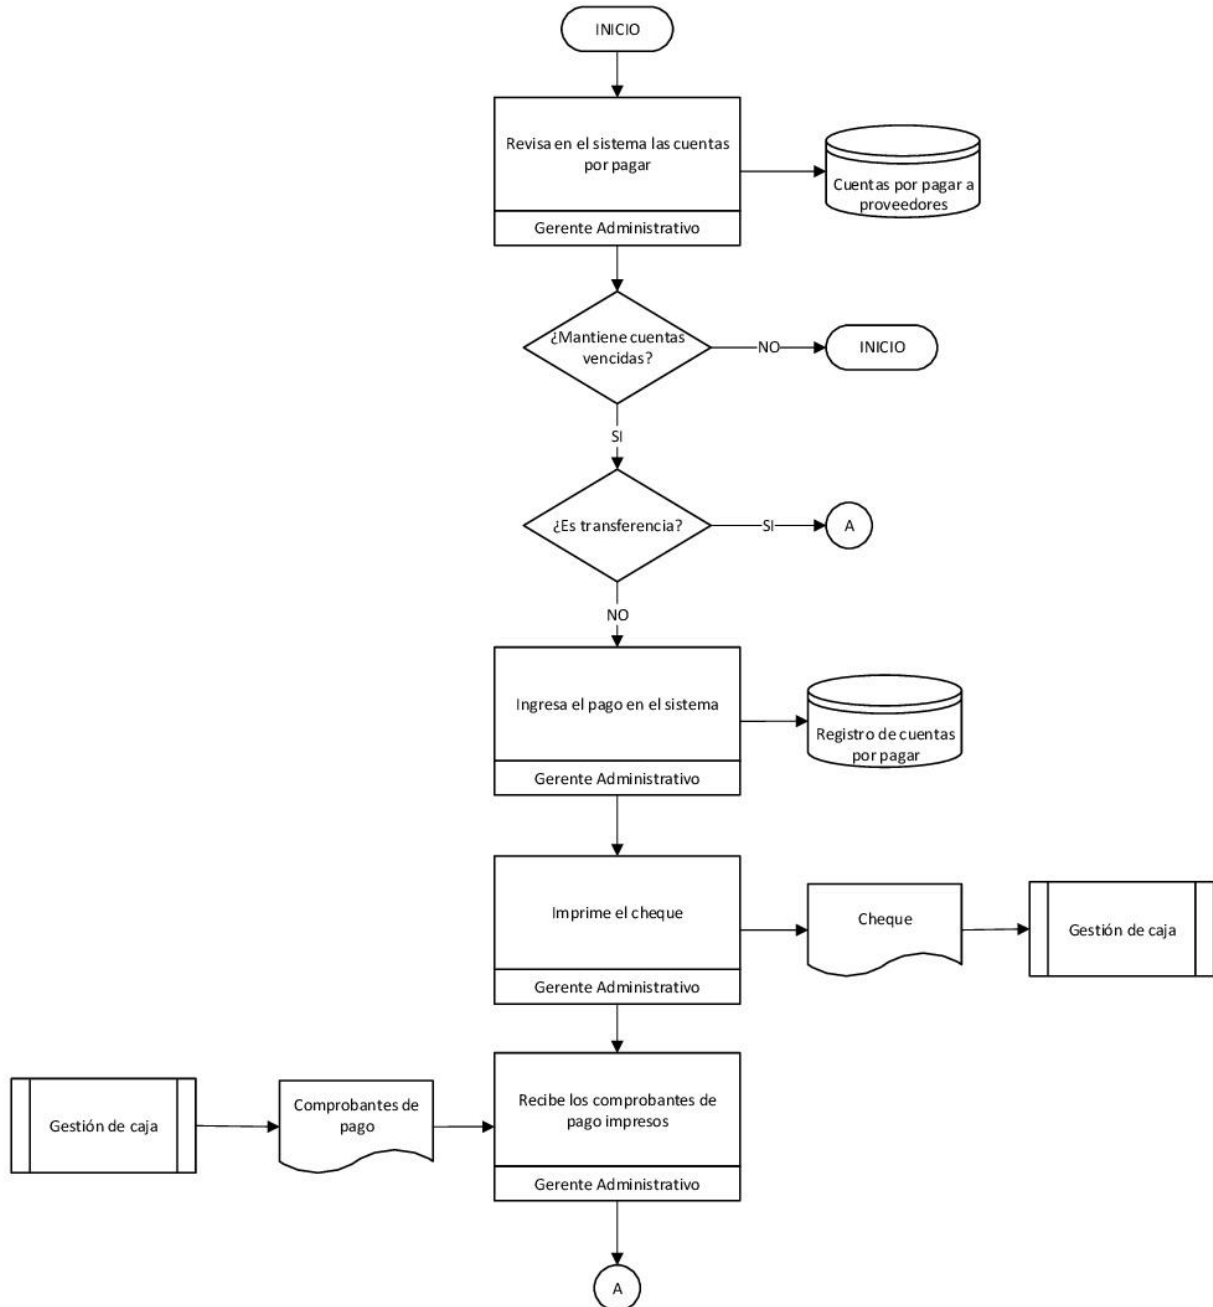 INICIO
Revisa en el sistema las cuentas
por pagar
Gerente Administrativo
Cuentas por pagar a
proveedores
¿Mantiene cuentas
vencidas?
NO
INICIO
SI
¿Es transferencia?
SI
A
NO
Ingresa el pago en el sistema
Gerente Administrativo
Registro de cuentas
por pagar
Imprime el cheque
Gerente Administrativo
Cheque
Gestión de caja
Gestión de caja
Comprobantes de
pago
Recibe los comprobantes de
pago impresos
Gerente Administrativo
A